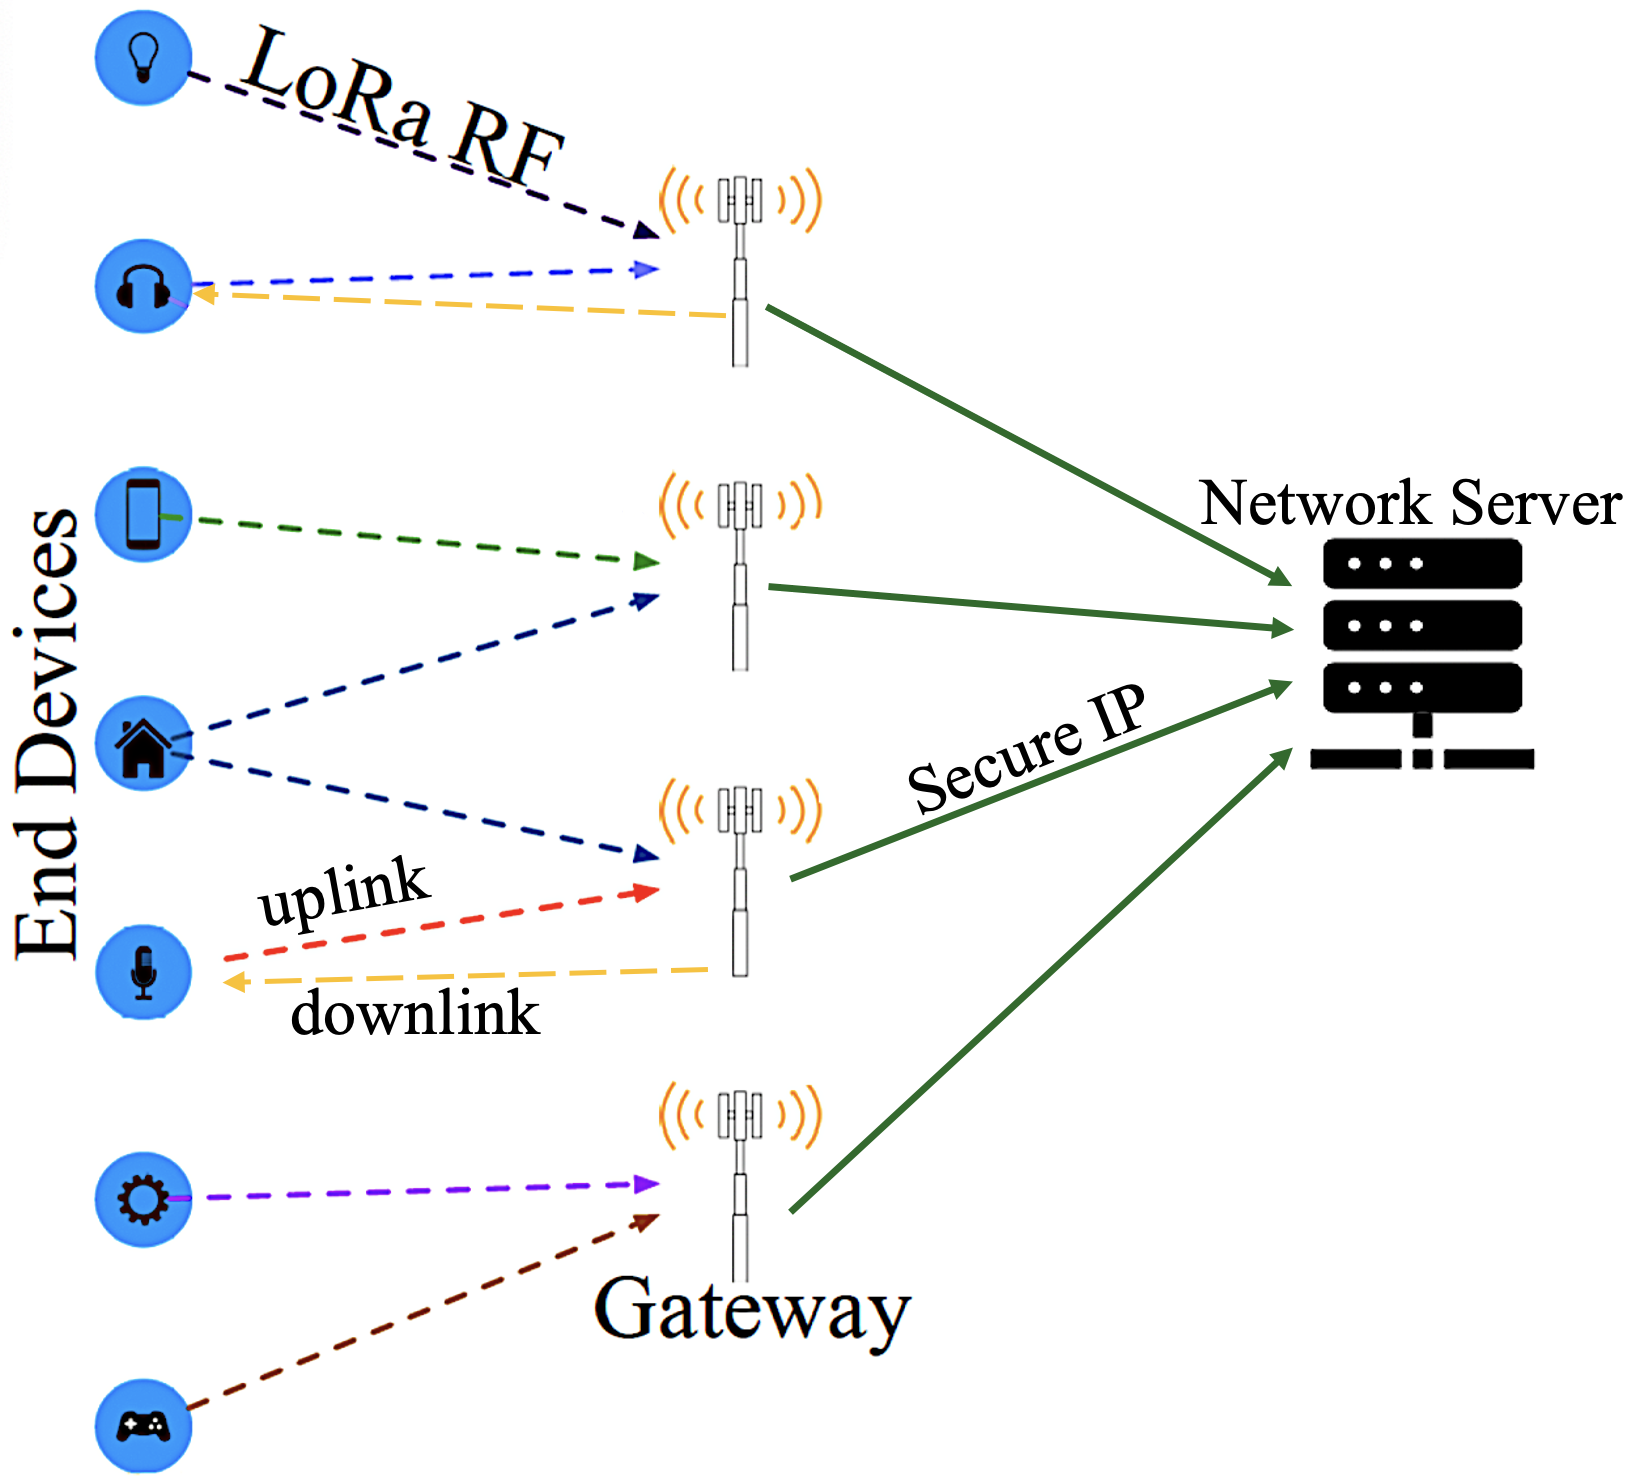 LoRa RF
End Devices
Network Server
Secure IP
uplink
downlink
Gateway